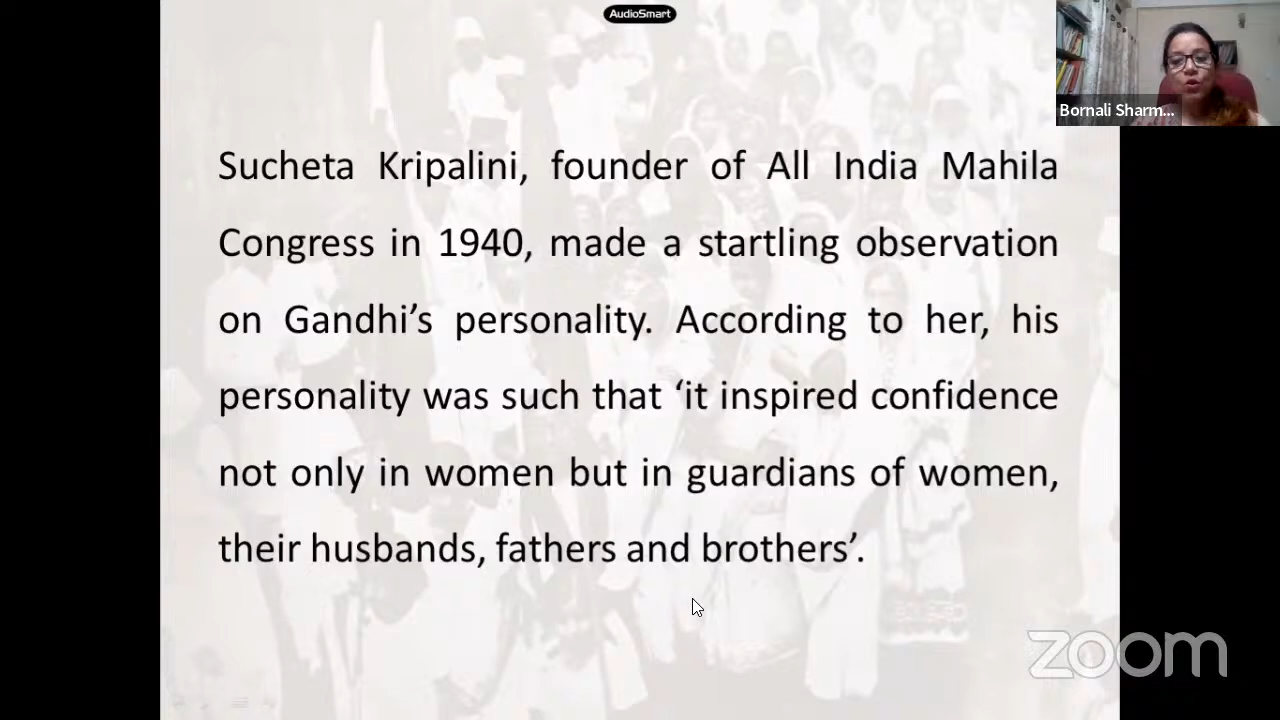 AudioSmart
Bornali Sharm...
Sucheta Kripalini, founder of All India Mahila
Congress in 1940, made a startling observation
on Gandhi’s personality. According to her, his
personality was such that ‘it inspired confidence
not only in women but in guardians of women,
their husbands, fathers and brothers’.
zoom